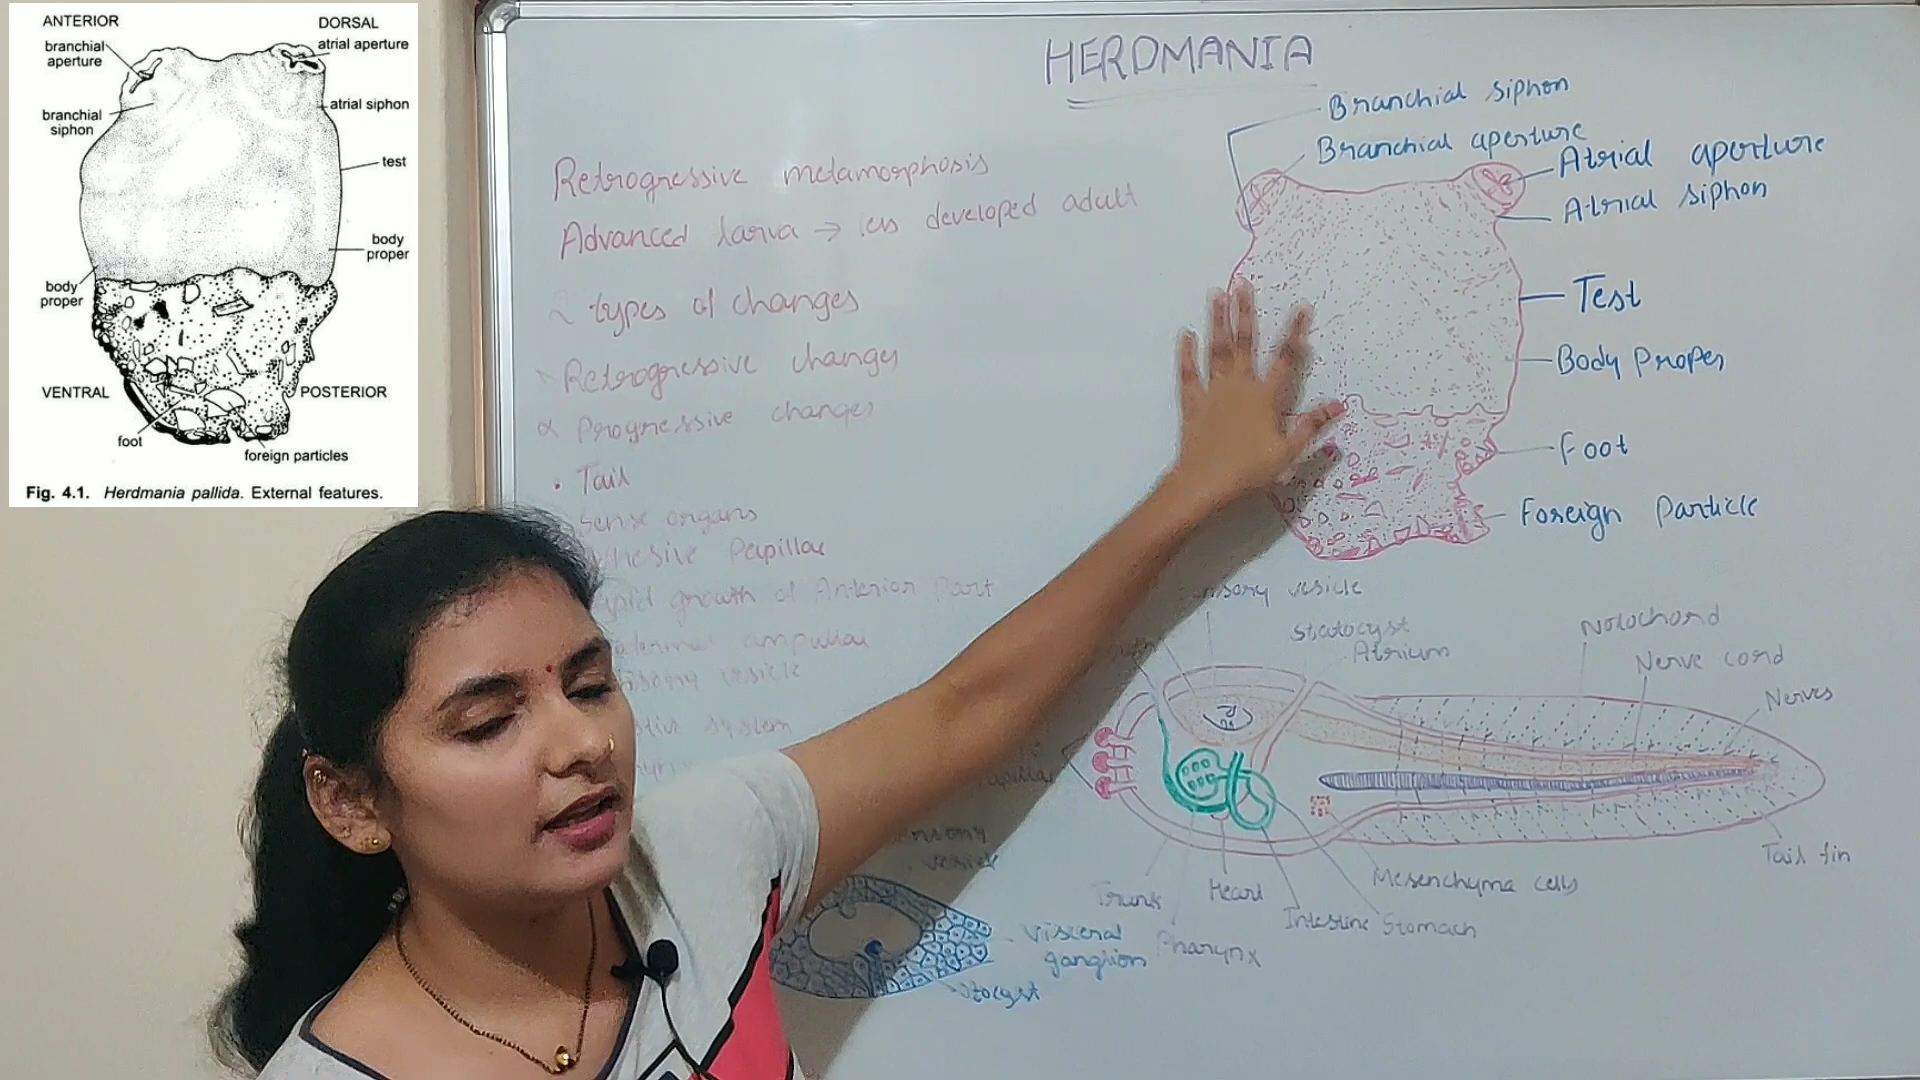 ANTERIOR
DORSAL
branchial
aperture
atrial aperture
branchial
siphon
atrial siphon
test
body
proper
body
proper
VENTRAL
POSTERIOR
foot
foreign particles
Fig. 4.1. Herdmania pallida. External features.
HERDMANIA
Branchial siphon
Branchial aperture
Atrial aperture
Atrial siphon
Test
Body Proper
Foot
Foreign Particle
Retrogressive metamorphosis
Advanced larva → less developed adult
2 types of changes
Retrogressive changes
Progressive changes
• Tail
Sense organs
Papillae
growth of Anterior Part
ampullae
vesicle
system
vesicle
Statocyst
Atrium
Notochord
Nerve cord
Nerves
Tail fin
Mesenchyma cells
Stomach
Intestine
Heart
Pharynx
Trunk
vesicle
Visceral
ganglion
Otocyst